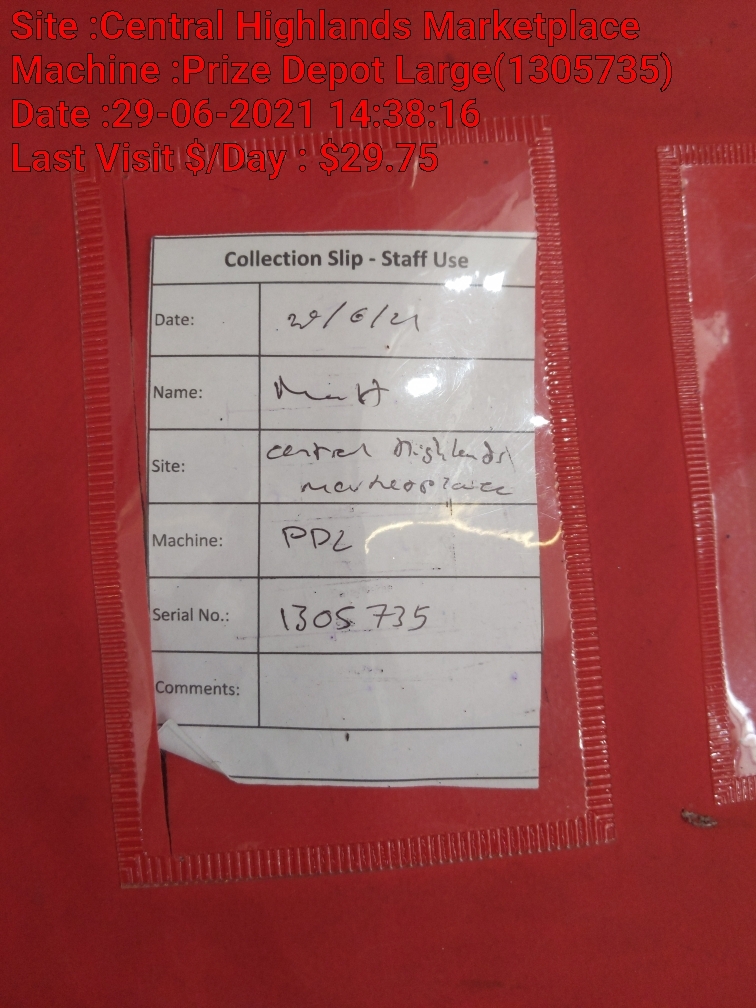 Site :Central Highlands Marketplace
Machine :Prize Depot Large(1305735)
Date :29-06-2021 14:38:16
Last Visit $/Day : $29.75
Collection Slip - Staff Use
Date: 29/6/21
Name: Matt
Site: central Highlands
marketplace
Machine: PDL
Serial No.: 1305735
Comments: